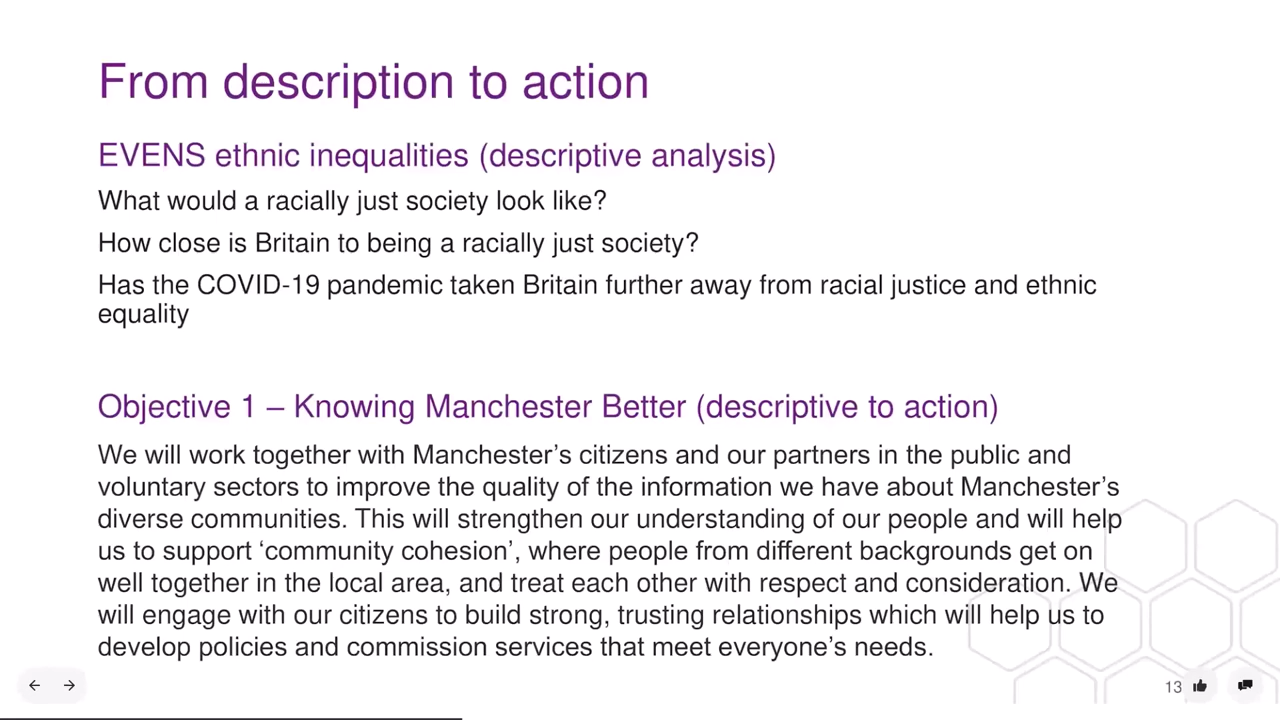 From description to action
EVENS ethnic inequalities (descriptive analysis)
What would a racially just society look like?
How close is Britain to being a racially just society?
Has the COVID-19 pandemic taken Britain further away from racial justice and ethnic
equality
Objective 1 – Knowing Manchester Better (descriptive to action)
We will work together with Manchester’s citizens and our partners in the public and
voluntary sectors to improve the quality of the information we have about Manchester’s
diverse communities. This will strengthen our understanding of our people and will help
us to support ‘community cohesion’, where people from different backgrounds get on
well together in the local area, and treat each other with respect and consideration. We
will engage with our citizens to build strong, trusting relationships which will help us to
develop policies and commission services that meet everyone’s needs.
13